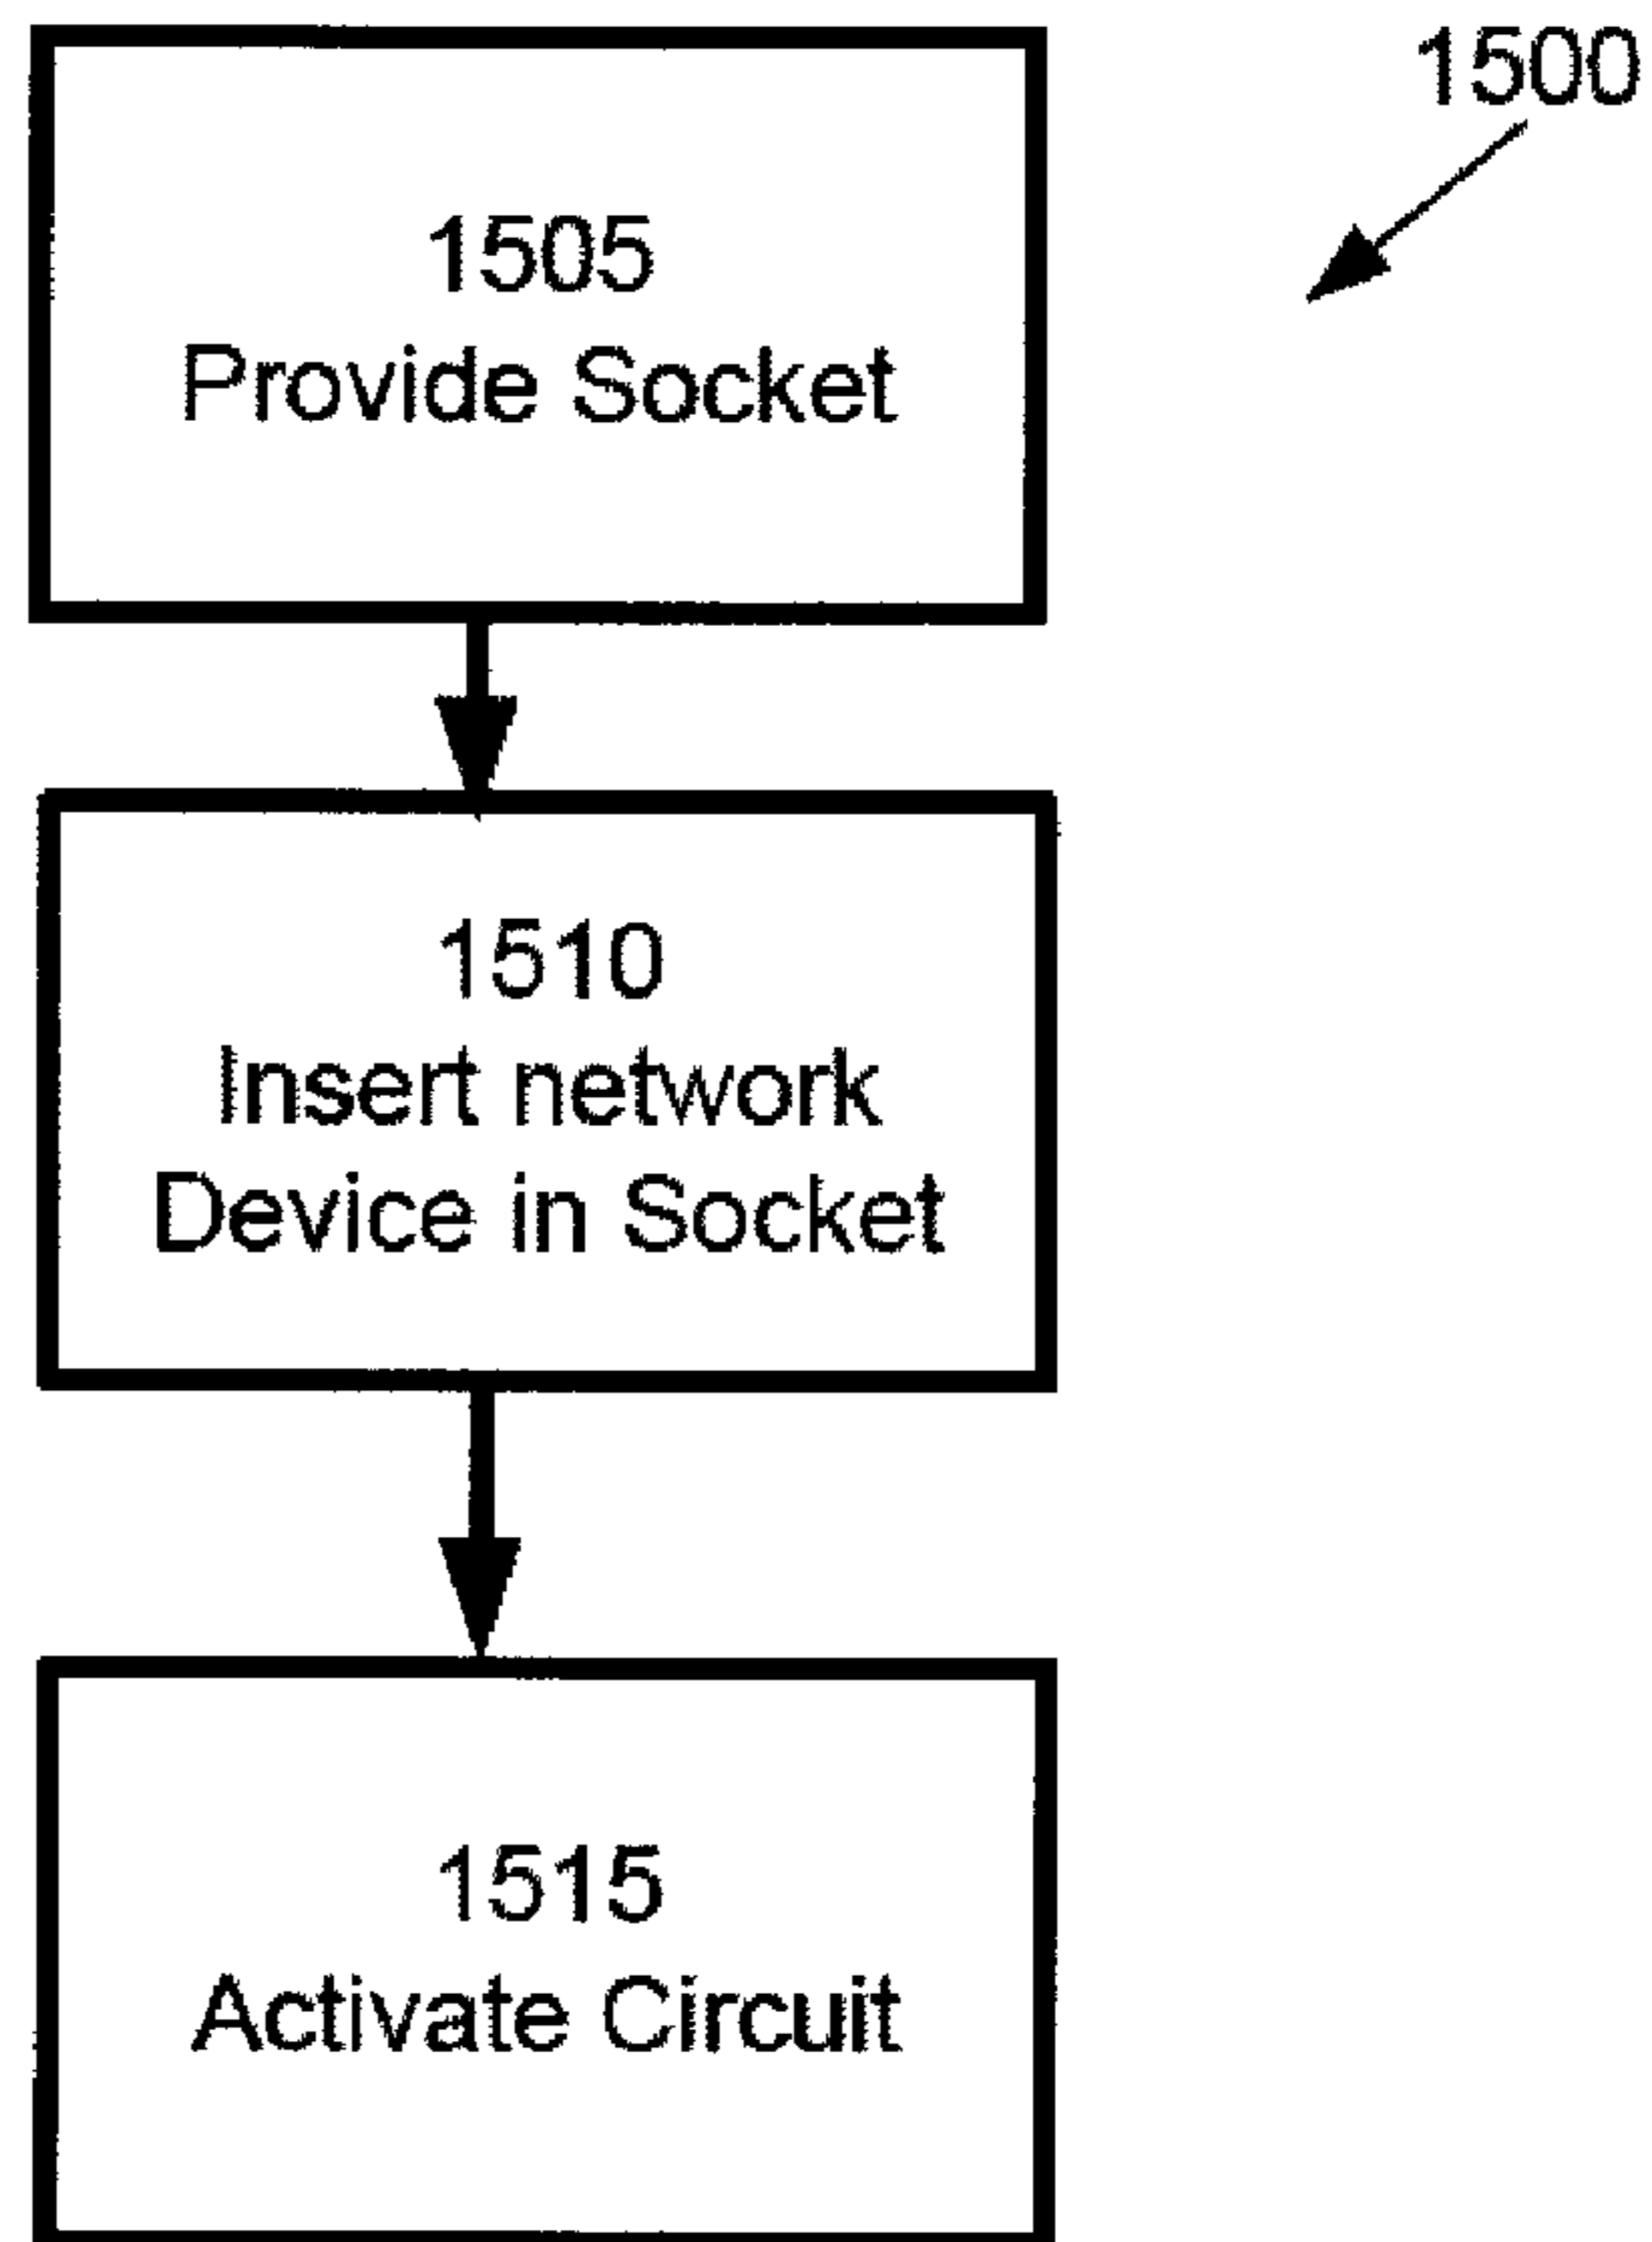 1500
1505
Provide Socket
1510
Insert network
Device in Socket
1515
Activate Circuit